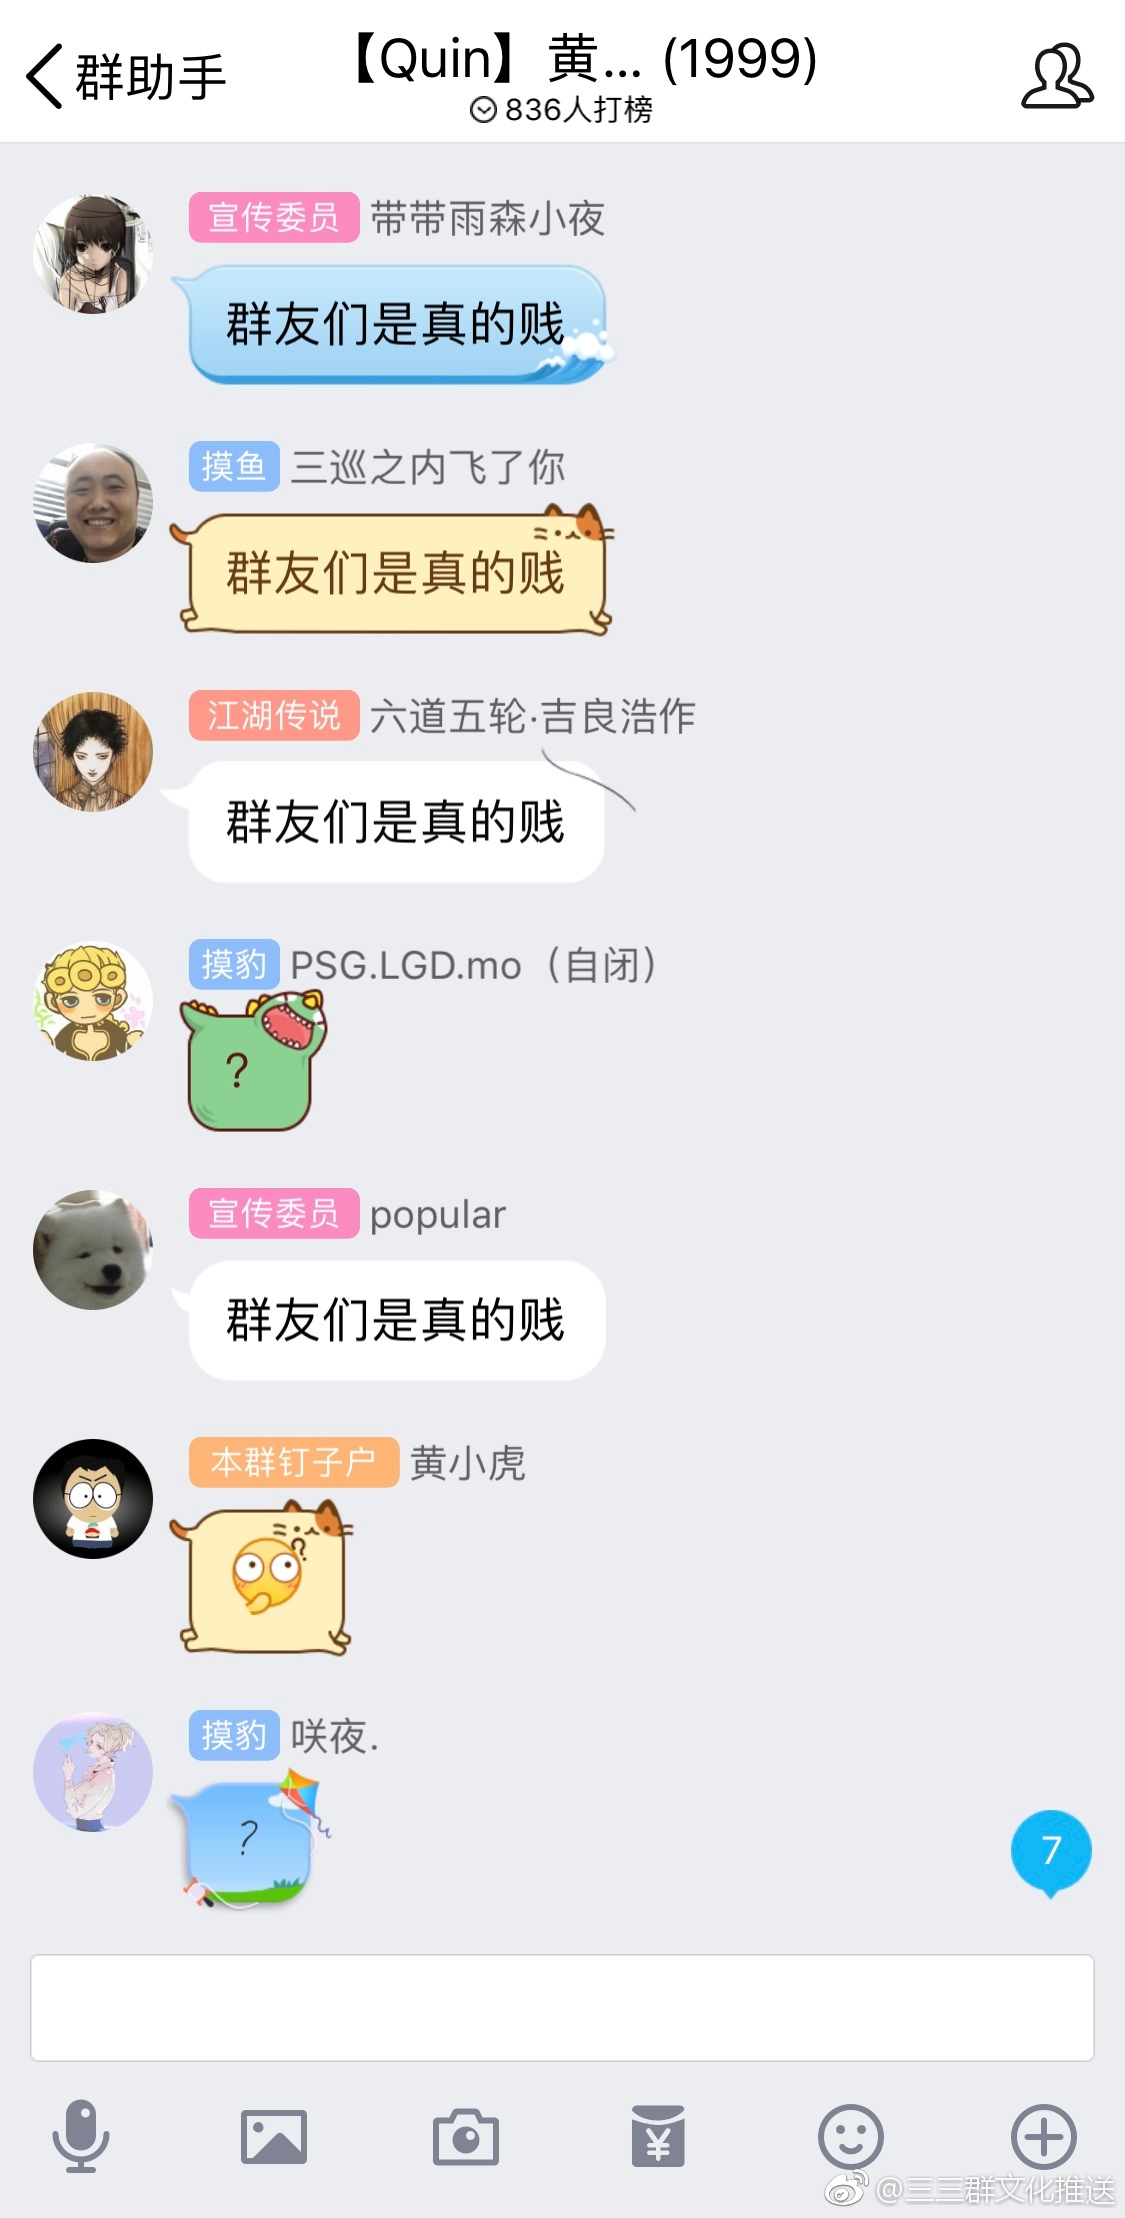 群助手
【Quin】黄... (1999)
836人打榜
宣传委员 带带雨森小夜
群友们是真的贱
摸鱼 三巡之内飞了你
群友们是真的贱
江湖传说 六道五轮·吉良浩作
群友们是真的贱
摸豹 PSG.LGD.mo（自闭）
?
宣传委员 popular
群友们是真的贱
本群钉子户 黄小虎
摸豹 咲夜.
?
7
@三三群文化推送